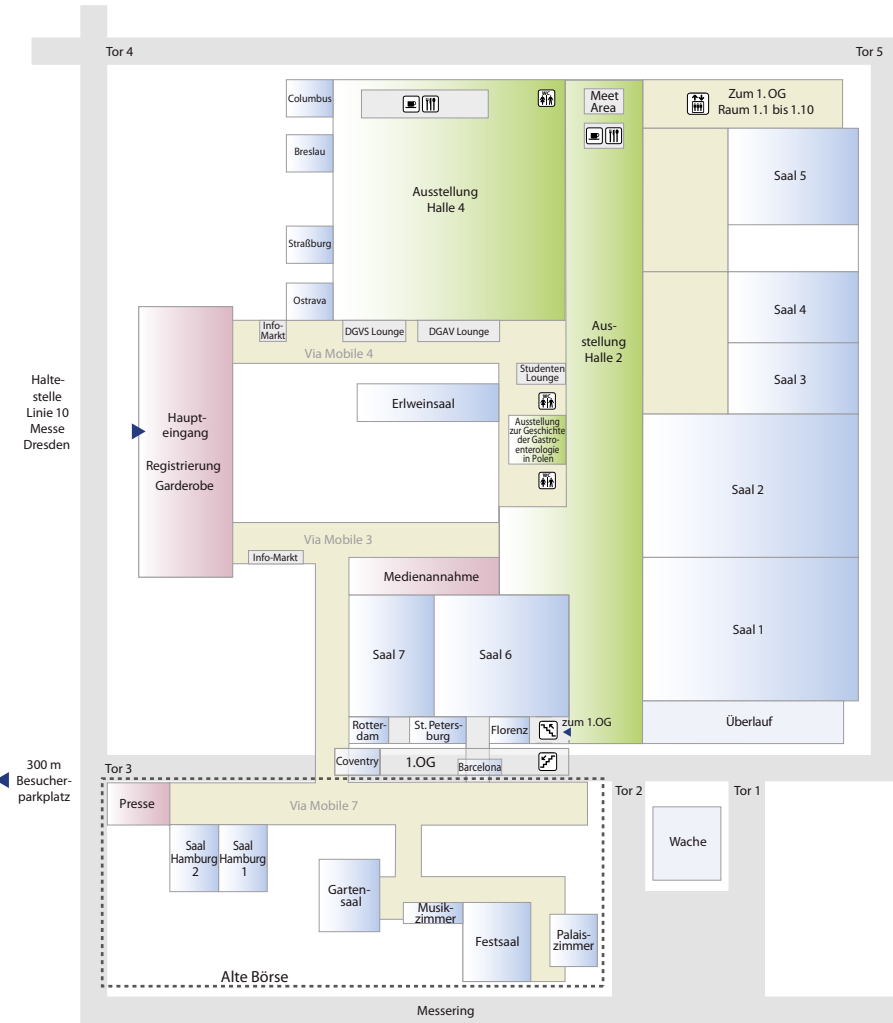 Tor 4
Tor 5
Columbus
WC
Meet
Area
Zum 1. OG
Raum 1.1 bis 1.10
Breslau
Saal 5
Ausstellung
Halle 4
Straßburg
Ostrava
Saal 4
Info-
Markt
DGVS Lounge
DGAV Lounge
Aus-
stellung
Halle 2
Via Mobile 4
Studenten
Lounge
Saal 3
Halte-
stelle
Linie 10
Messe
Dresden
Haupt-
eingang
Registrierung
Garderobe
Erlweinsaal
WC
Ausstellung
zur Geschichte
der Gastro-
enterologie
in Polen
WC
Saal 2
Via Mobile 3
Info-Markt
Medienannahme
Saal 7
Saal 6
Saal 1
Rotter-
dam
St. Peters-
burg
Florenz
zum 1.OG
Überlauf
Coventry
1.OG
Barcelona
300 m
Besucher-
parkplatz
Tor 3
Tor 2
Tor 1
Presse
Via Mobile 7
Wache
Saal
Hamburg
2
Saal
Hamburg
1
Garten-
saal
Musik-
zimmer
Festsaal
Palais-
zimmer
Alte Börse
Messering